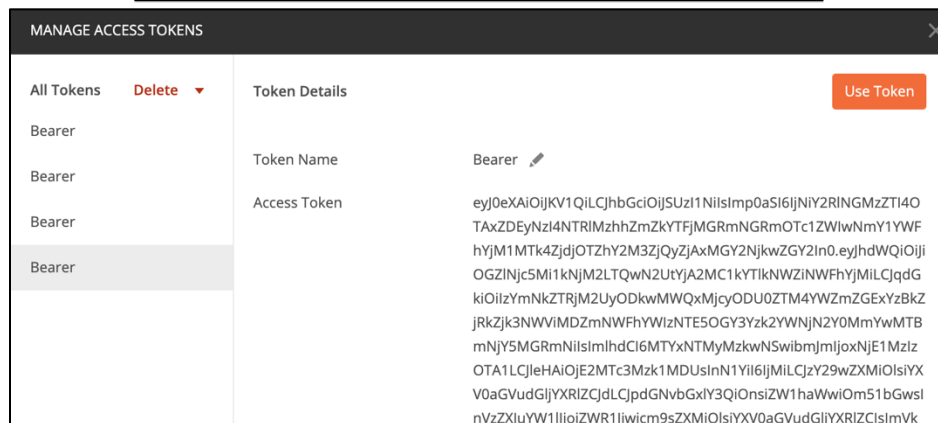 MANAGE ACCESS TOKENS
All Tokens Delete Token Details Use Token
Bearer
Token Name Bearer
Bearer
Access Token eyJ0eXAiOiJKV1QiLCJhbGciOiJSUzI1NiIsImp0aSI6IjNiY2RlNGMzZTI4O
TAxZDEyNzI4NTRlMzhhZmZkYTFjMGRmNGRmOTc1ZWIwNmY1YWF
Bearer
hYjM1MTk4ZjdjOTZhY2M3ZjQyZjAxMGY2NjkwZGY2In0.eyJhdWQiOiJi
Bearer
OGZlNjc5Mi1kNjM2LTQwN2UtYjA2MC1kYTlkNWZiNWFhYjMiLCJqdG
kiOiIzYmNkZTRjM2UyODkwMWQxMjcyODU0ZTM4YWZmZGExYzBkZ
jRkZjk3NWViMDZmNWFhYWIzNTE5OGY3Yzk2YWNjN2Y0MmYwMTB
mNjY5MGRmNiIsImlhdCI6MTYxNTMyMzkwNSwibmJmIjoxNjE1MzIz
OTA1LCJleHAiOjE2MTc3Mzk1MDUsInN1YiI6IjMiLCJzY29wZXMiOlsiYX
V0aGVudGljYXRlZCJdLCJpdGNvbGxlY3QiOnsiZW1haWwiOm51bGwsI
nVzZXJuYW1lIjoiZWR1Iiwicm9sZXMiOlsiYXV0aGVudGljYXRlZCIsImVk